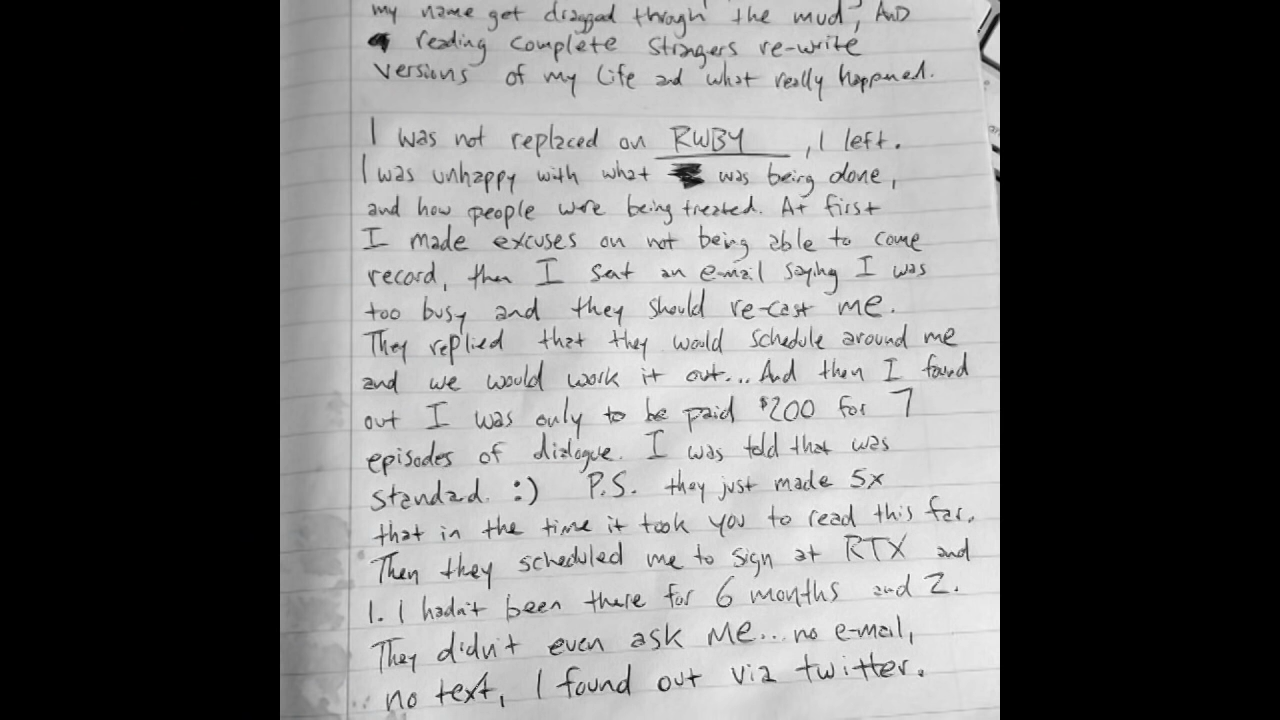 my name get dragged through the mud, AND
reading complete strangers re-write
versions of my life and what really happened.
I was not replaced on RWBY, I left.
I was unhappy with what was being done,
and how people were being treated. At first
I made excuses on not being able to come
record, then I sent an e-mail saying I was
too busy and they should re-cast me.
They replied that they would schedule around me
and we would work it out... And then I found
out I was only to be paid $200 for 7
episodes of dialogue. I was told that was
standard. :) P.S. they just made 5x
that in the time it took you to read this far.
Then they scheduled me to sign at RTX and
1. I hadn't been there for 6 months and 2.
They didn't even ask me... no e-mail,
no text, I found out via twitter.